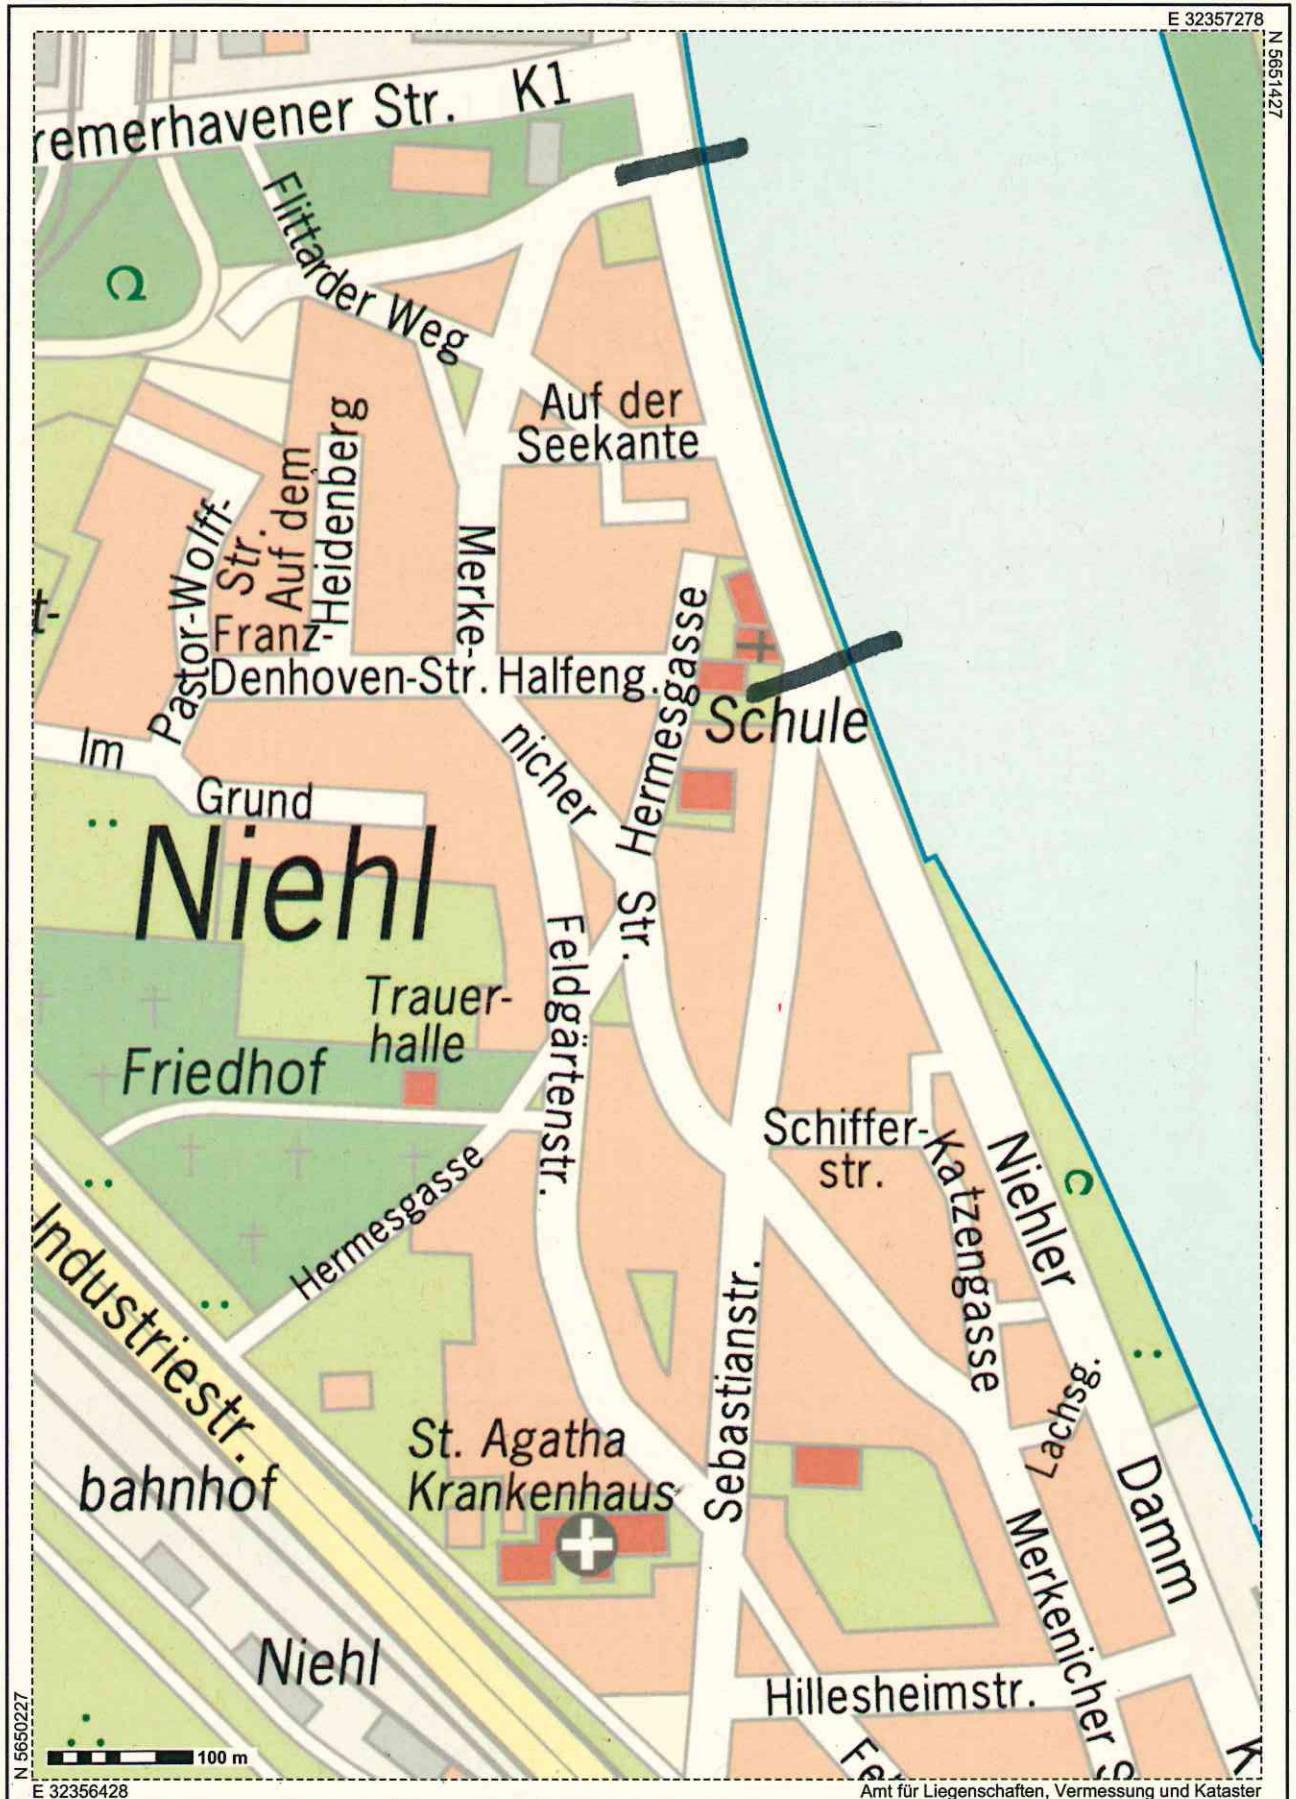 E 32357278
N 5651427
remerhavener Str. K1
Flittarder Weg
Auf der
Seekante
Pastor-Wolff-
Str.
Auf dem
Heidenberg
Merke-
nicher
Str.
Franz-
Denhoven-Str.
Halfeng.
Hermesgasse
Schule
t-
Im
Grund
Niehl
Feldgärtenstr.
Trauer-
halle
Friedhof
Hermesgasse
Schiffer-
str.
Katzengasse
Niehler
Damm
Industriestr.
Sebastianstr.
Lachsg.
St. Agatha
Krankenhaus
bahnhof
Niehl
Merkenicher S
Hillesheimstr.
Fe
K
N 5650227
100 m
E 32356428
Amt für Liegenschaften, Vermessung und Kataster